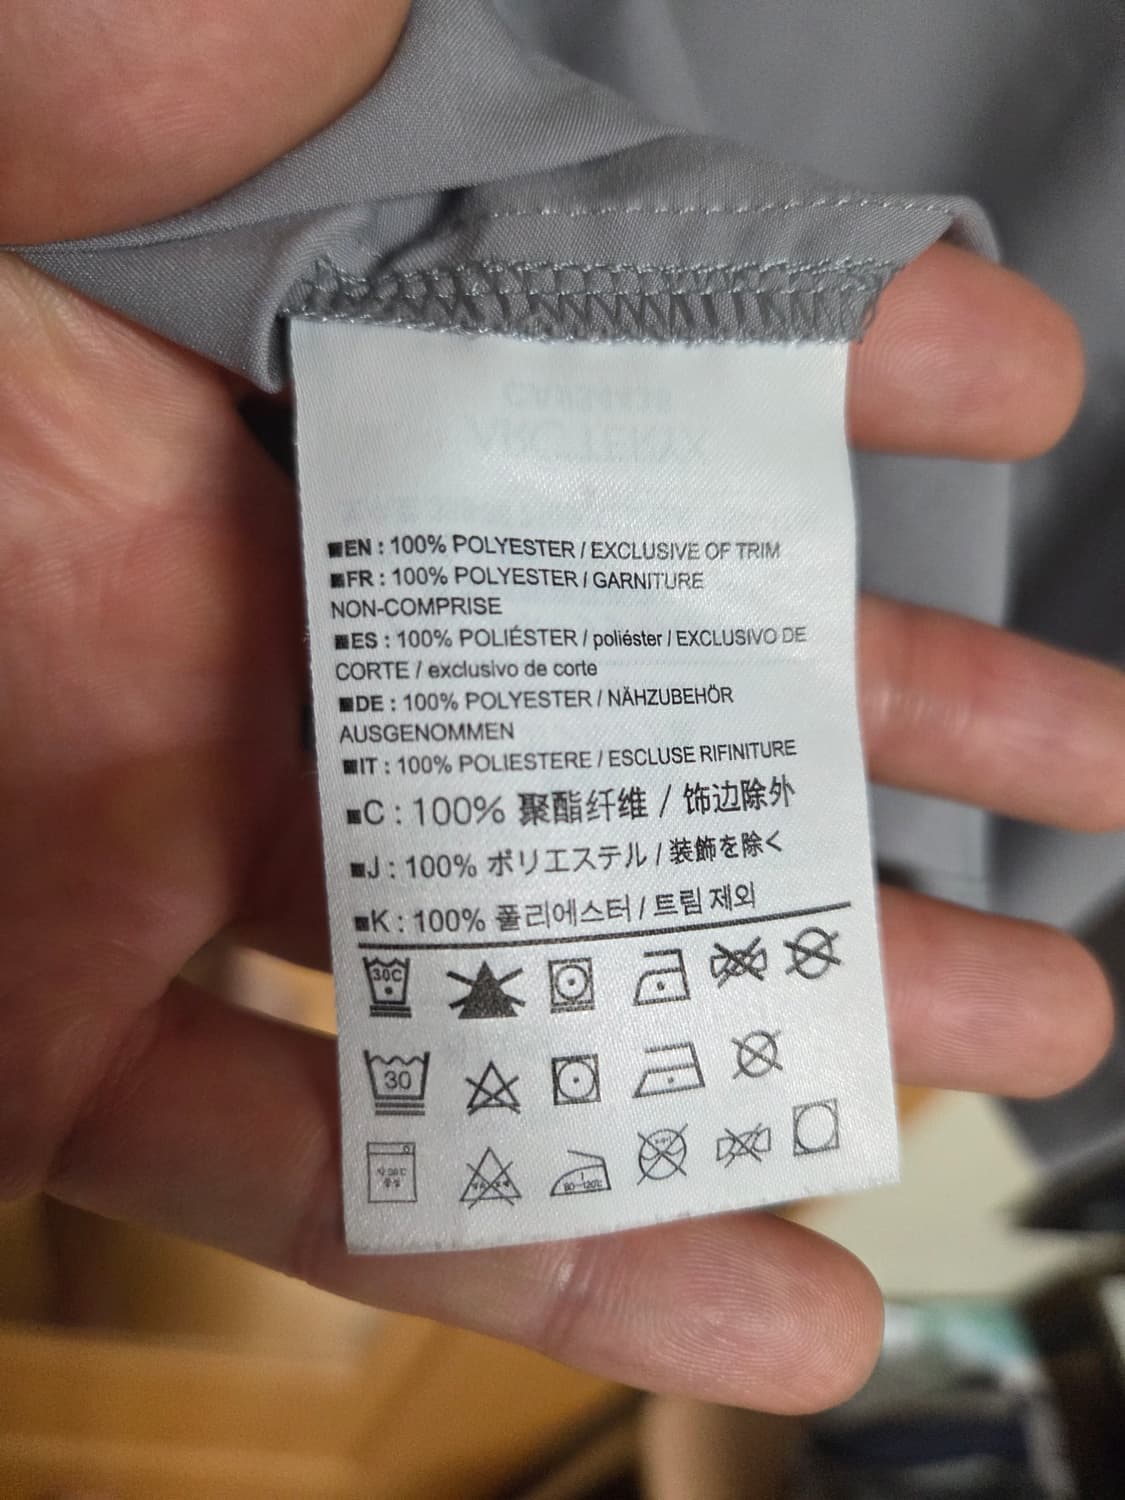 ■EN : 100% POLYESTER / EXCLUSIVE OF TRIM
■FR : 100% POLYESTER / GARNITURE
NON-COMPRISE
■ES : 100% POLIÉSTER / poliéster / EXCLUSIVO DE
CORTE / exclusivo de corte
■DE : 100% POLYESTER / NÄHZUBEHÖR
AUSGENOMMEN
■IT : 100% POLIESTERE / ESCLUSE RIFINITURE
■C : 100% 聚酯纤维 / 饰边除外
■J : 100% ポリエステル / 装飾を除く
■K : 100% 폴리에스터 / 트림 제외
30C
30
80~120℃